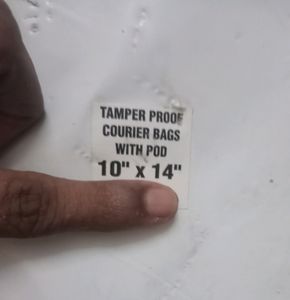 TAMPER PROOF
COURIER BAGS
WITH POD
10" x 14"